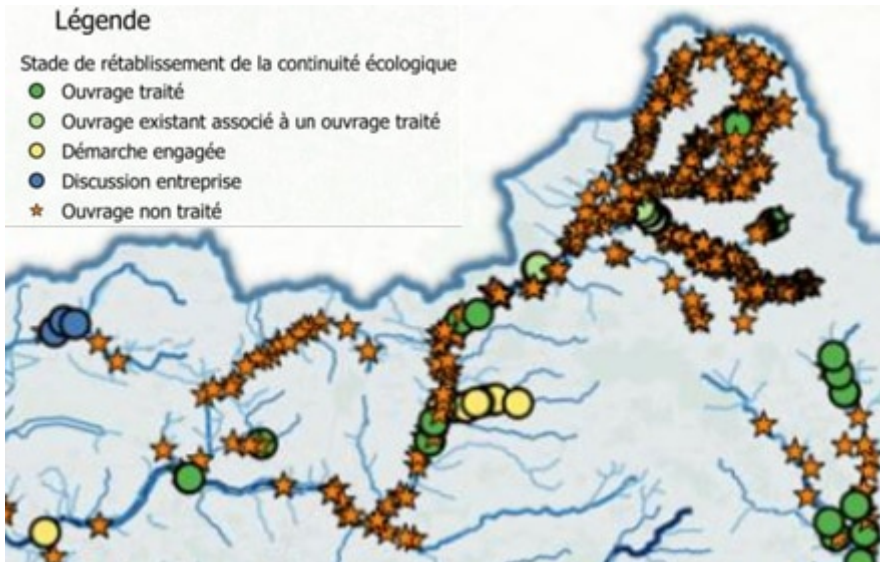 Légende
Stade de rétablissement de la continuité écologique
Ouvrage traité
Ouvrage existant associé à un ouvrage traité
Démarche engagée
Discussion entreprise
Ouvrage non traité